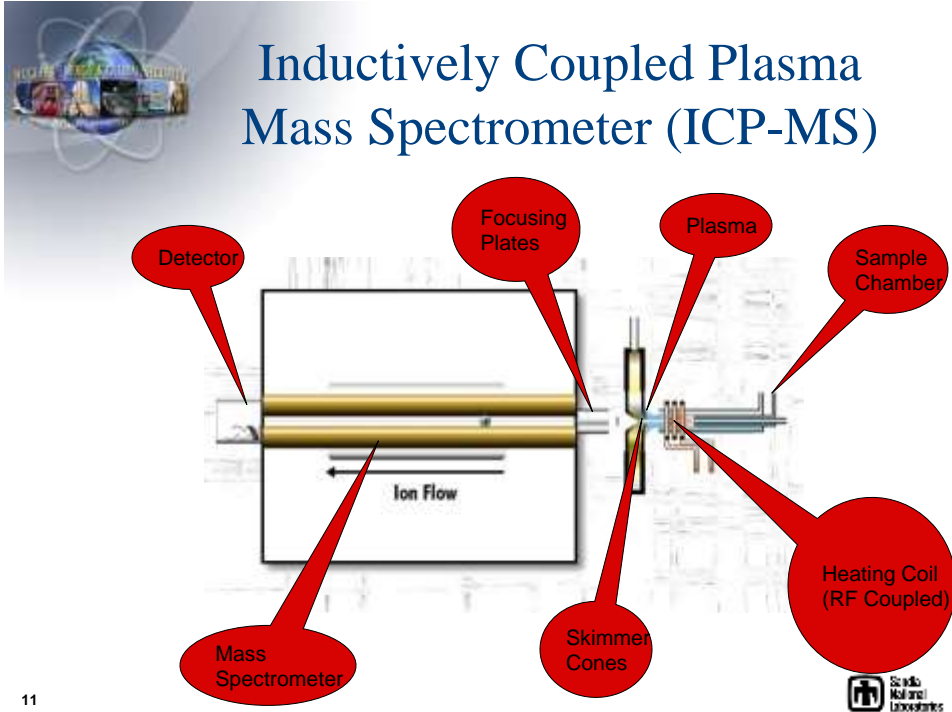 Inductively Coupled Plasma
Mass Spectrometer (ICP-MS)
Focusing
Plates
Plasma
Detector
Sample
Chamber
Ion Flow
Heating Coil
(RF Coupled)
Skimmer
Cones
Mass
Spectrometer
11
Sandia
National
Laboratories